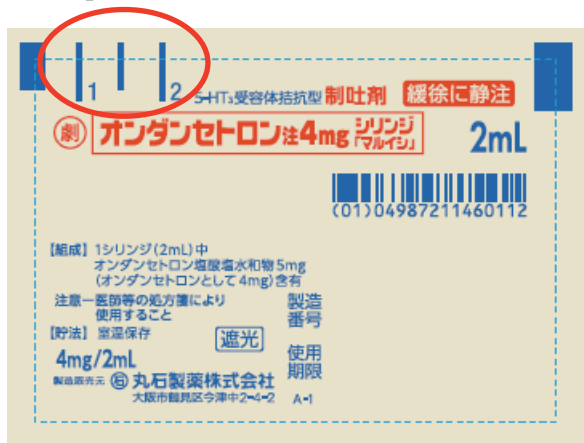 1 2
5-HT₃受容体拮抗型 制吐剤 緩徐に静注
劇 オンダンセトロン注4mg シリンジ「マルイシ」 2mL
(01)04987211460112
【組成】1シリンジ(2mL)中
オンダンセトロン塩酸塩水和物5mg
(オンダンセトロンとして4mg)含有
注意ー医師等の処方箋により
使用すること
【貯法】室温保存
遮光
4mg/2mL
製造販売元 石 丸石製薬株式会社
大阪市鶴見区今津中2-4-2
製造
番号
使用
期限
A-1